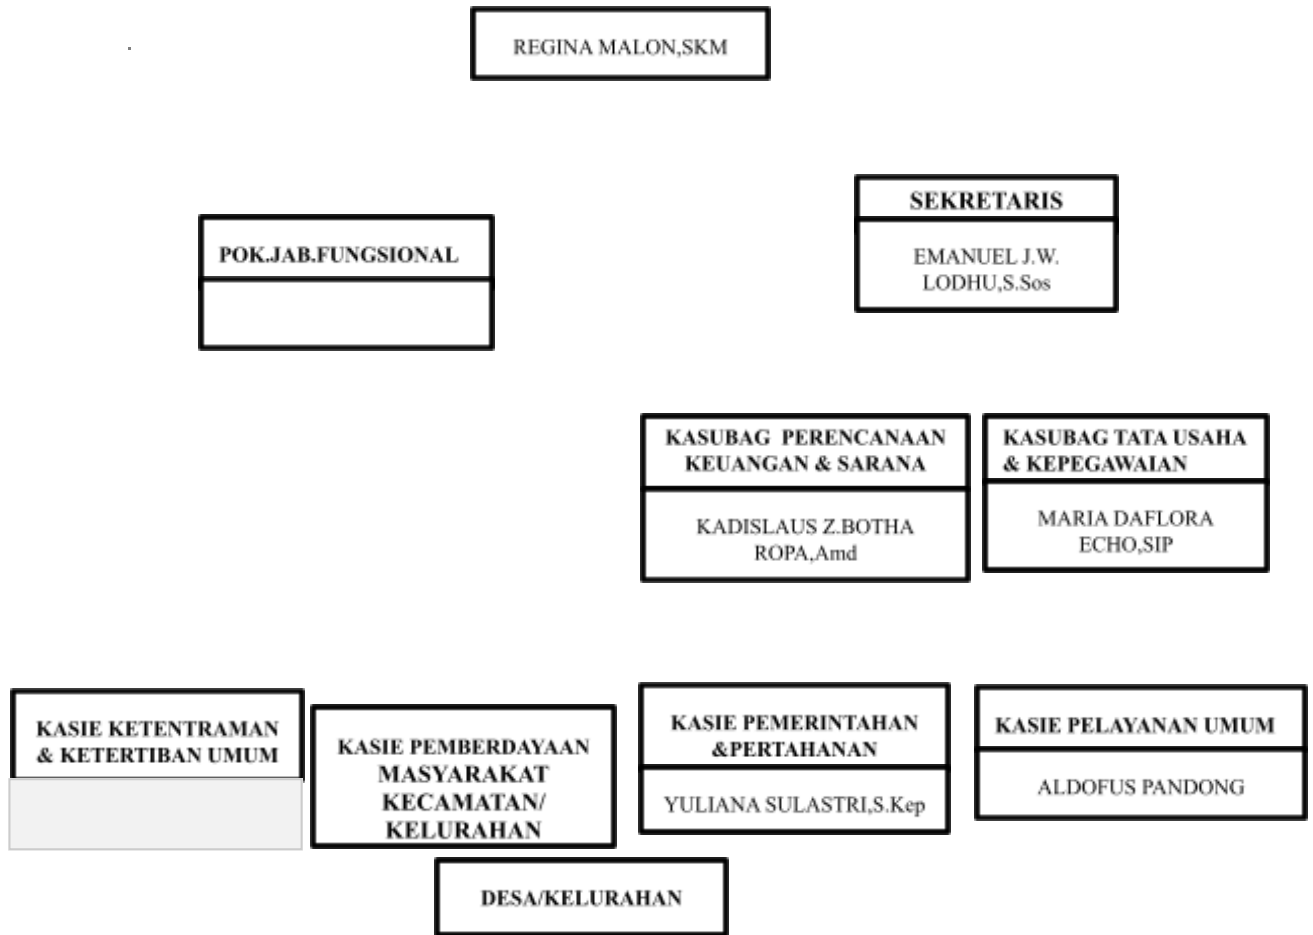 REGINA MALON,SKM
SEKRETARIS
EMANUEL J.W.
LODHU,S.Sos
POK.JAB.FUNGSIONAL
KASUBAG PERENCANAAN
KEUANGAN & SARANA
KADISLAUS Z.BOTHA
ROPA,Amd
KASUBAG TATA USAHA
& KEPEGAWAIAN
MARIA DAFLORA
ECHO,SIP
KASIE KETENTRAMAN
& KETERTIBAN UMUM
KASIE PEMBERDAYAAN
MASYARAKAT
KECAMATAN/
KELURAHAN
KASIE PEMERINTAHAN
&PERTAHANAN
YULIANA SULASTRI,S.Kep
KASIE PELAYANAN UMUM
ALDOFUS PANDONG
DESA/KELURAHAN